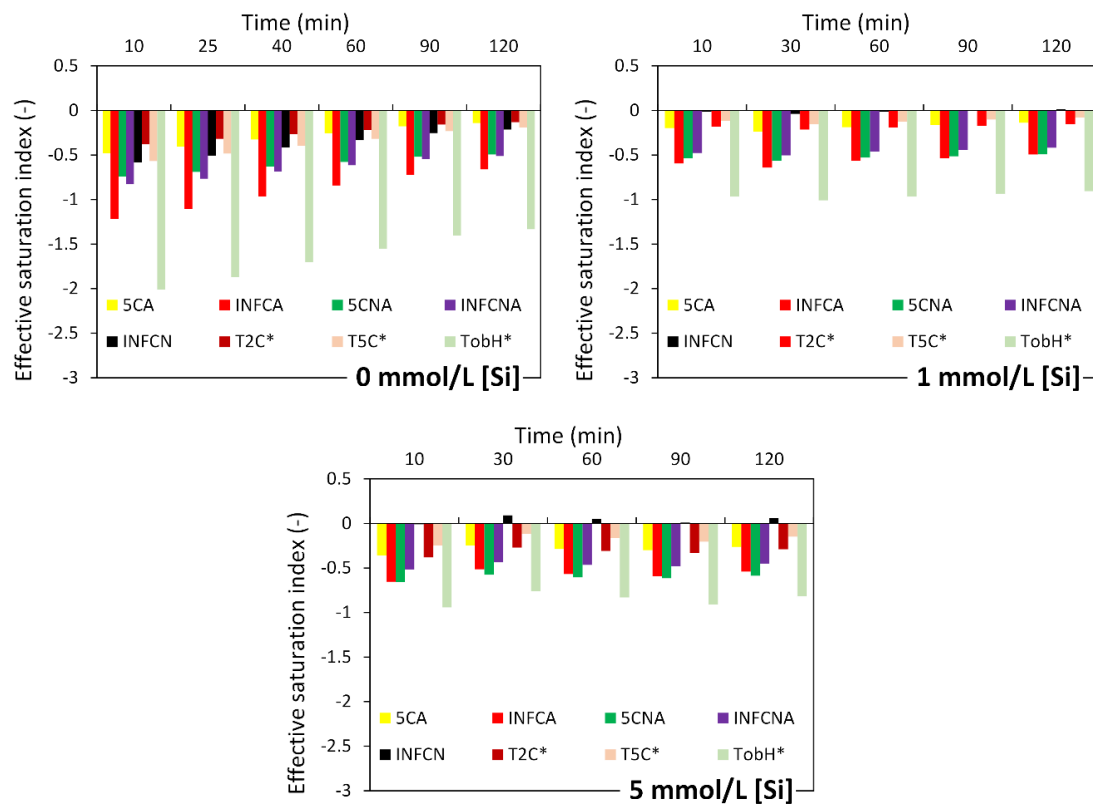 Time (min)
10 25 40 60 90 120
Effective saturation index (-)
0.5
0
-0.5
-1
-1.5
-2
-2.5
-3
5CA INFCA 5CNA INFCNA
INFCN T2C* T5C* TobH*
0 mmol/L [Si]
Time (min)
10 30 60 90 120
Effective saturation index (-)
0.5
0
-0.5
-1
-1.5
-2
-2.5
-3
5CA INFCA 5CNA INFCNA
INFCN T2C* T5C* TobH*
1 mmol/L [Si]
Time (min)
10 30 60 90 120
Effective saturation index (-)
0.5
0
-0.5
-1
-1.5
-2
-2.5
-3
5CA INFCA 5CNA INFCNA
INFCN T2C* T5C* TobH*
5 mmol/L [Si]